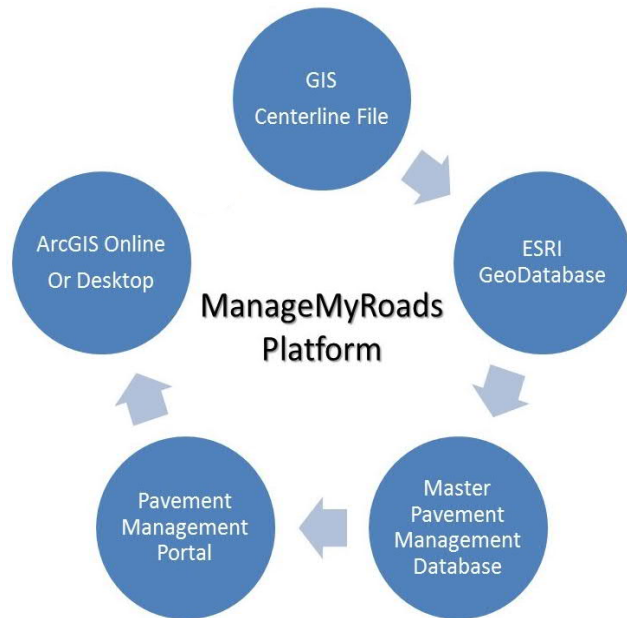 GIS
Centerline File
ESRI
GeoDatabase
Master
Pavement
Management
Database
Pavement
Management
Portal
ArcGIS Online
Or Desktop
ManageMyRoads
Platform